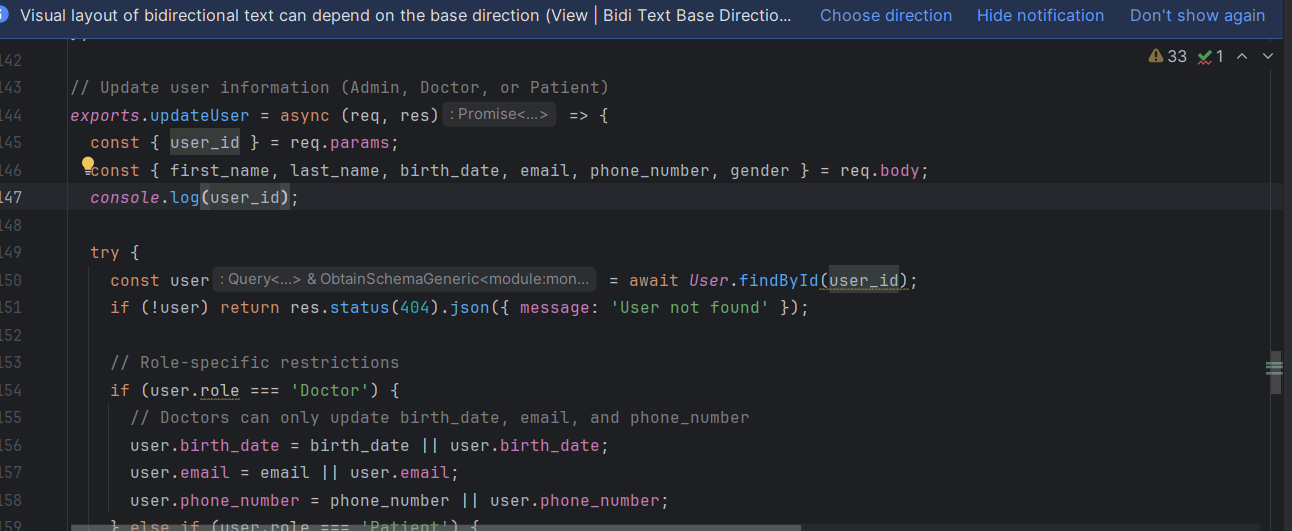 Visual layout of bidirectional text can depend on the base direction (View | Bidi Text Base Directio... Choose direction Hide notification Don't show again
142 33 1
143 // Update user information (Admin, Doctor, or Patient)
144 exports.updateUser = async (req, res) : Promise<...> => {
145 const { user_id } = req.params;
146 const { first_name, last_name, birth_date, email, phone_number, gender } = req.body;
147 console.log(user_id);
148
149 try {
150 const user : Query<...> & ObtainSchemaGeneric<module:mon... = await User.findById(user_id);
151 if (!user) return res.status(404).json({ message: 'User not found' });
152
153 // Role-specific restrictions
154 if (user.role === 'Doctor') {
155 // Doctors can only update birth_date, email, and phone_number
156 user.birth_date = birth_date || user.birth_date;
157 user.email = email || user.email;
158 user.phone_number = phone_number || user.phone_number;
159 } else if (user.role === 'Patient') {